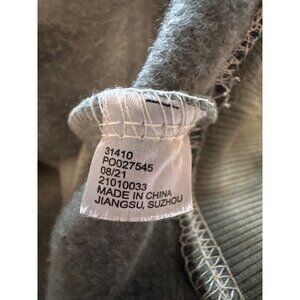 31410
PO027545
08/21
21010033
MADE IN CHINA
JIANGSU, SUZHOU